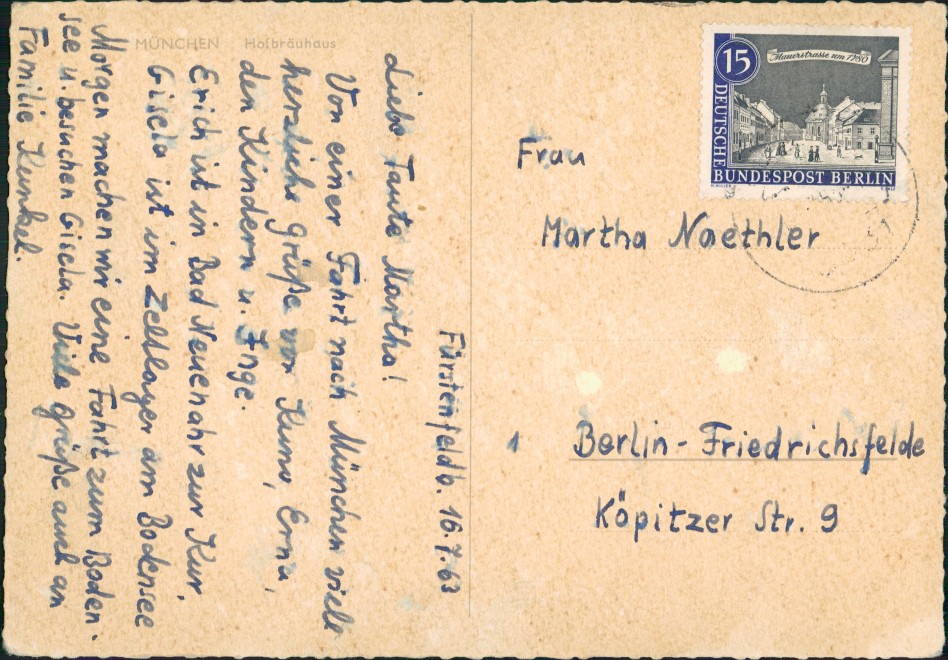 MÜNCHEN Hofbräuhaus
Fürstenfeldb. 16.7.63
Liebe Tante Martha!
Von einer Fahrt nach München viele
herzliche Grüße von Kuno, Erna,
den Kindern u. Inge.
Erich ist in Bad Neuenahr zur Kur.
Gisela ist im Zeltlager am Bodensee
Morgen machen wir eine Fahrt zum Boden-
see u. besuchen Gisela. Viele Grüße auch an
Familie Kunkel.
15
Mauerstrasse um 1780
DEUTSCHE
BUNDESPOST BERLIN
Frau
Martha Naethler
1 Berlin-Friedrichsfelde
Köpitzer Str. 9